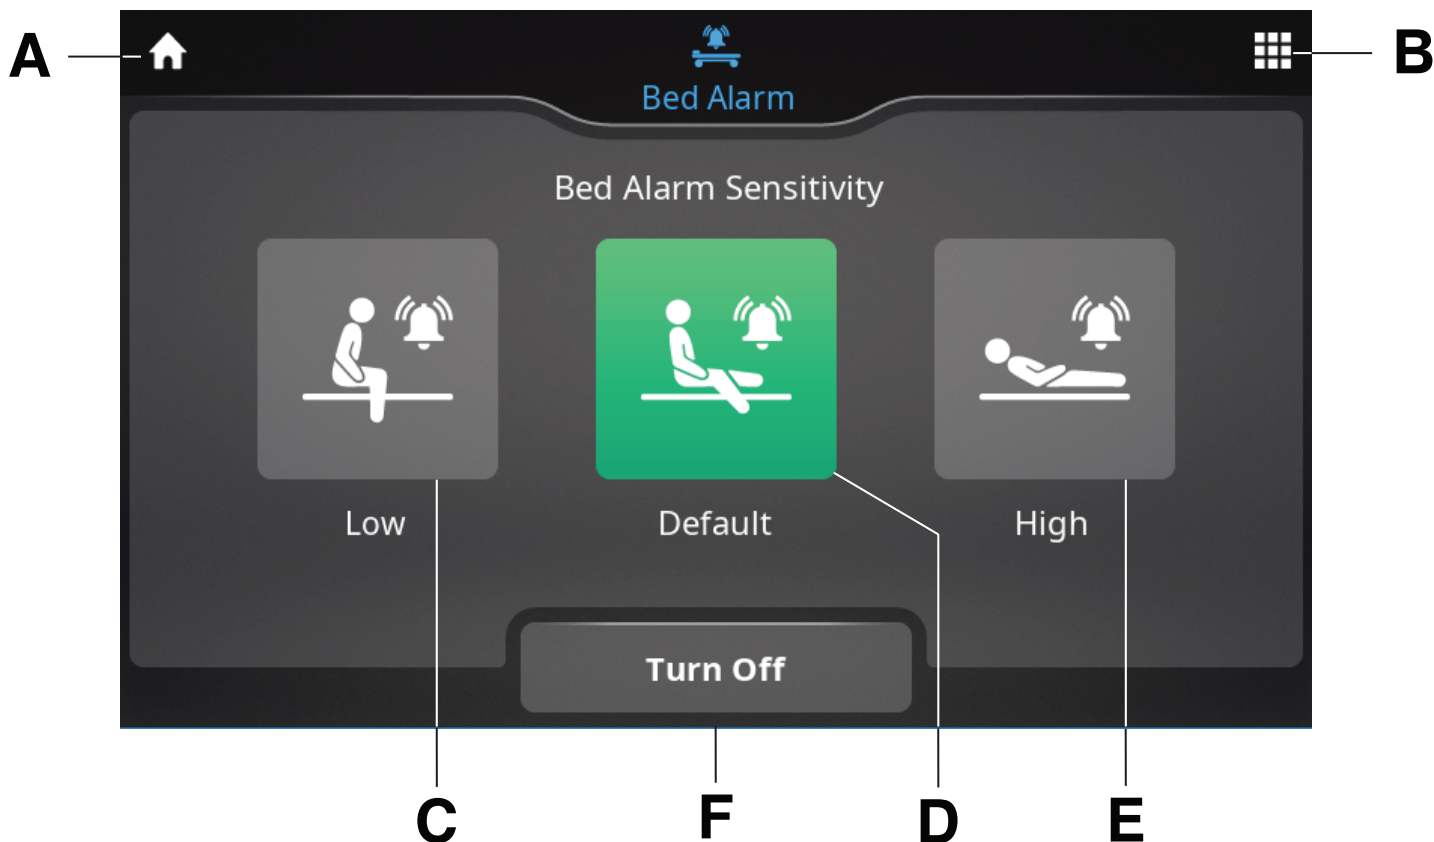 A
B
Bed Alarm
Bed Alarm Sensitivity
Low
Default
High
Turn Off
C
F
D
E